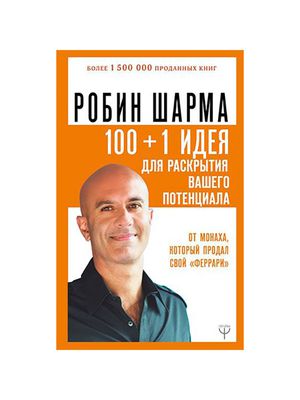 БОЛЕЕ 1 500 000 ПРОДАННЫХ КНИГ
РОБИН ШАРМА
100 + 1 ИДЕЯ
ДЛЯ РАСКРЫТИЯ
ВАШЕГО
ПОТЕНЦИАЛА
ОТ МОНАХА,
КОТОРЫЙ ПРОДАЛ
СВОЙ «ФЕРРАРИ»